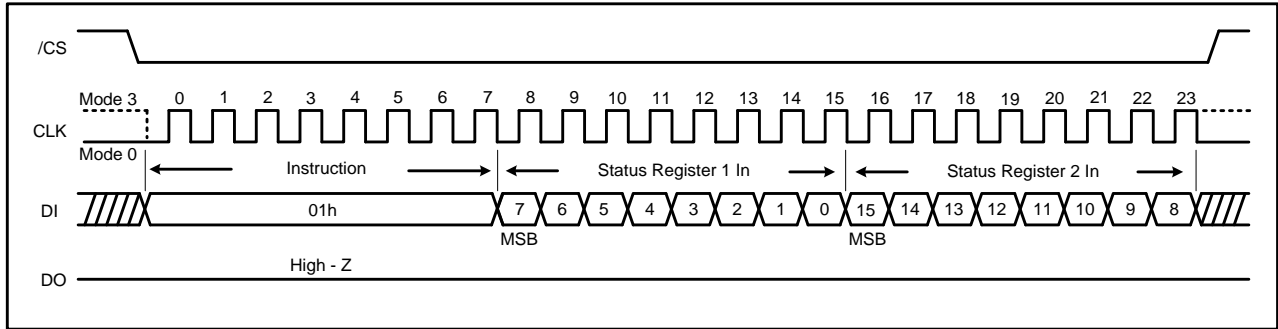 /CS
Mode 3 0 1 2 3 4 5 6 7 8 9 10 11 12 13 14 15 16 17 18 19 20 21 22 23
CLK
Mode 0
Instruction Status Register 1 In Status Register 2 In
DI 01h 7 6 5 4 3 2 1 0 15 14 13 12 11 10 9 8
MSB MSB
High - Z
DO